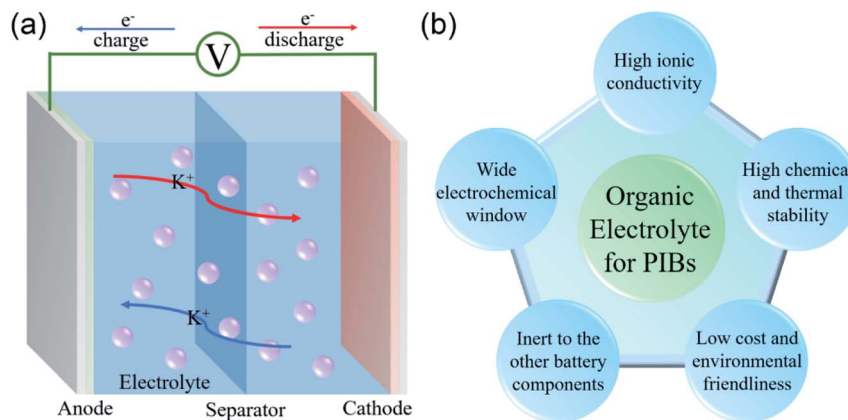 (a)
e-
charge
V
e-
discharge
K+
K+
Electrolyte
Anode
Separator
Cathode
(b)
High ionic
conductivity
Wide
electrochemical
window
High chemical
and thermal
stability
Organic
Electrolyte
for PIBs
Inert to the
other battery
components
Low cost and
environmental
friendliness